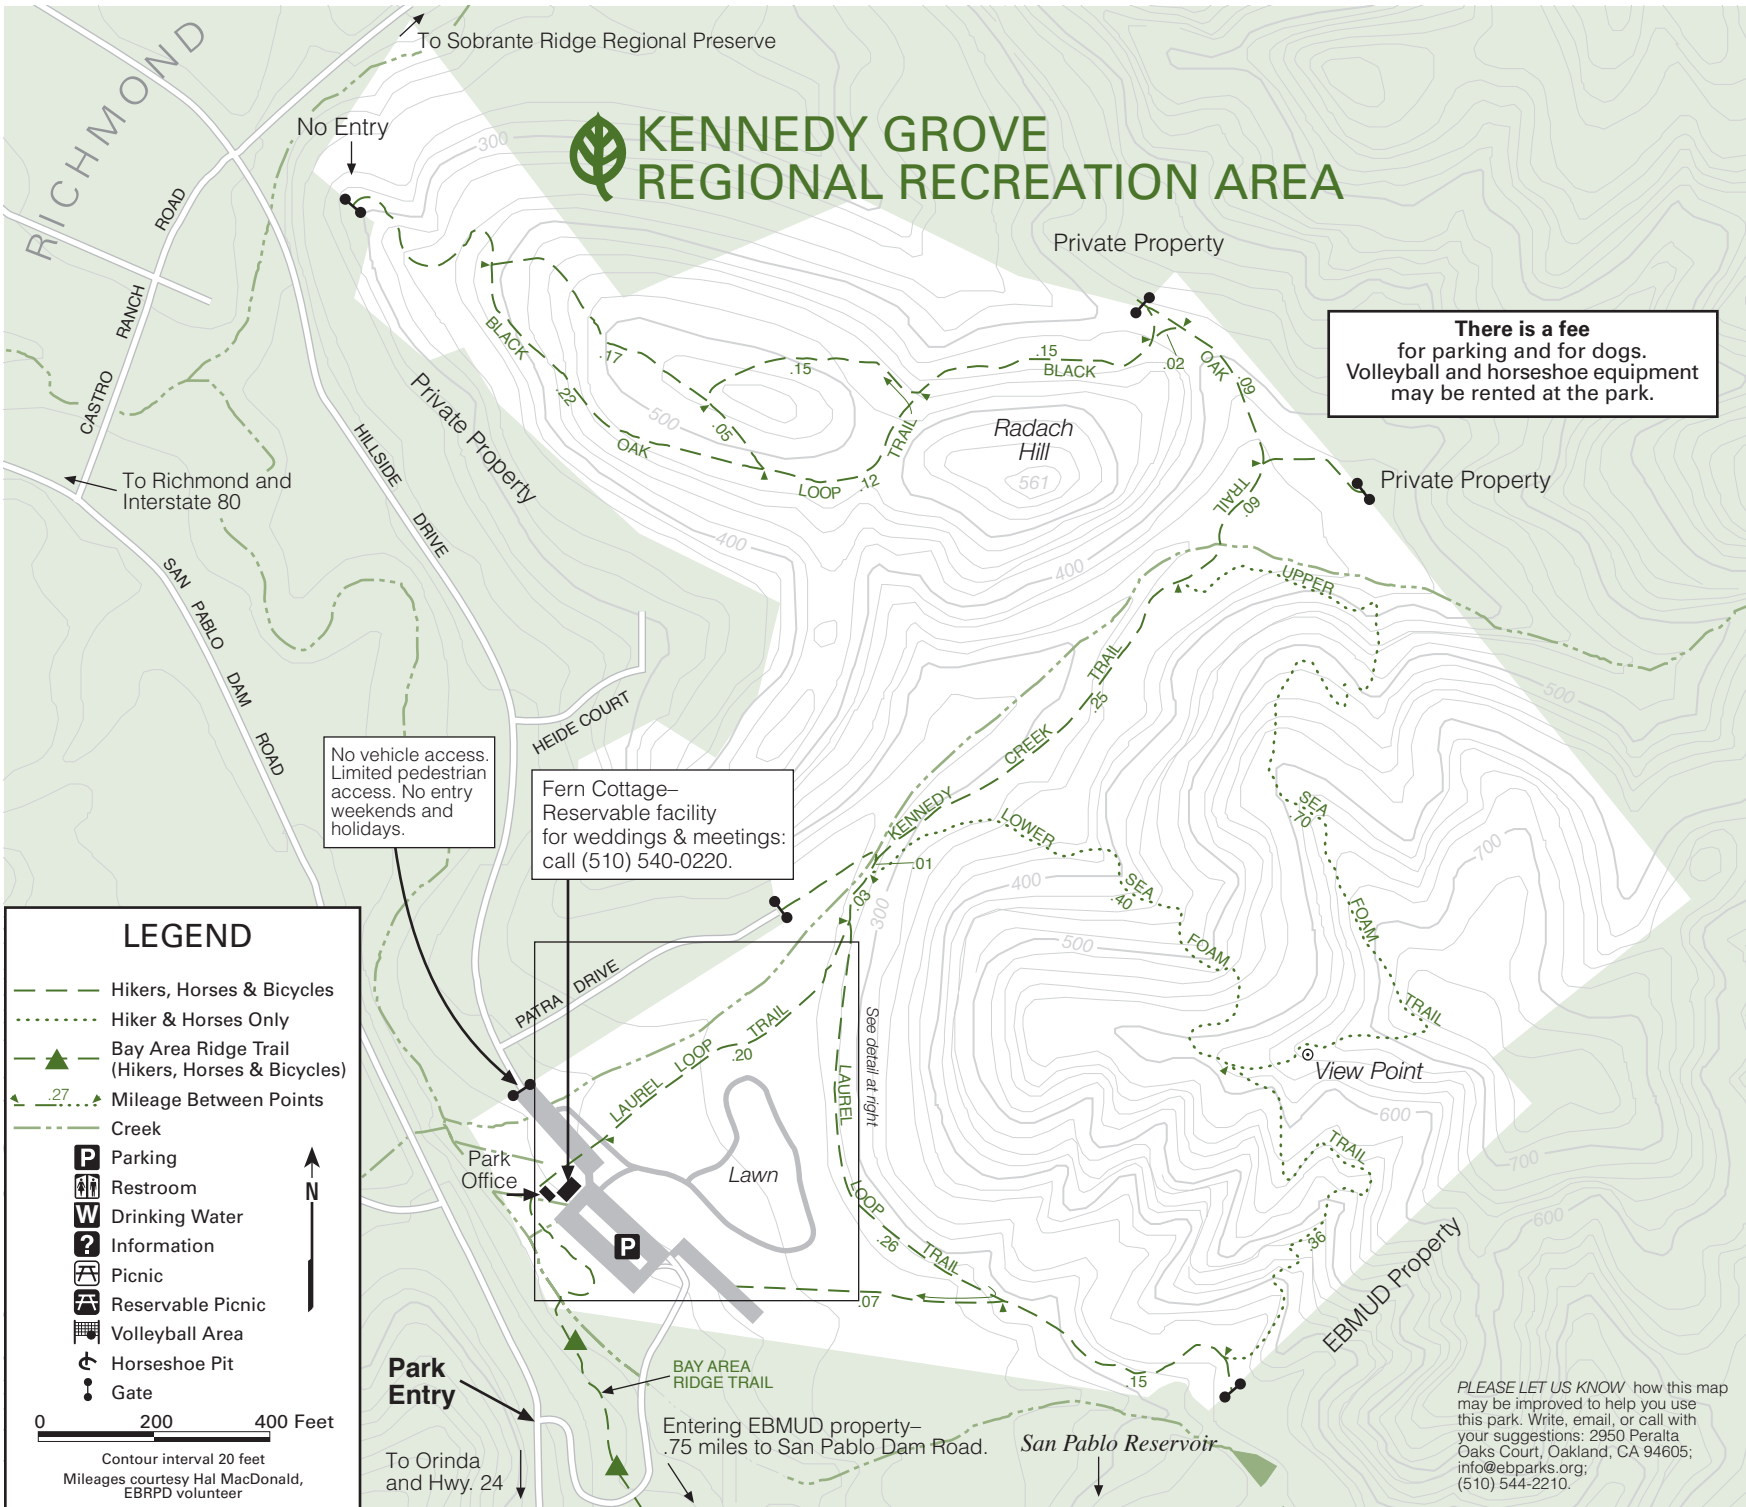 RICHMOND
To Sobrante Ridge Regional Preserve
No Entry
300
KENNEDY GROVE
REGIONAL RECREATION AREA
Private Property
There is a fee
for parking and for dogs.
Volleyball and horseshoe equipment
may be rented at the park.
CASTRO RANCH ROAD
BLACK
.17
.22
OAK
.15
.05
500
LOOP
.12
TRAIL
.15
BLACK
.02
OAK
.09
TRAIL
.09
Radach
Hill
561
Private Property
Private Property
To Richmond and
Interstate 80
HILLSIDE DRIVE
SAN PABLO DAM ROAD
400
400
UPPER
500
TRAIL
.25
CREEK
KENNEDY
HEIDE COURT
No vehicle access.
Limited pedestrian
access. No entry
weekends and
holidays.
Fern Cottage–
Reservable facility
for weddings & meetings:
call (510) 540-0220.
LOWER
.01
.03
300
400
SEA
.40
FOAM
500
SEA
.70
FOAM
TRAIL
700
PATRA DRIVE
LAUREL LOOP TRAIL
.20
LAUREL
See detail at right
View Point
600
TRAIL
700
600
.36
Park
Office
Lawn
P
LOOP
.26
TRAIL
.07
.15
EBMUD Property
Park
Entry
BAY AREA
RIDGE TRAIL
Entering EBMUD property–
.75 miles to San Pablo Dam Road.
San Pablo Reservoir
To Orinda
and Hwy. 24
LEGEND
Hikers, Horses & Bicycles
Hiker & Horses Only
Bay Area Ridge Trail
(Hikers, Horses & Bicycles)
.27 Mileage Between Points
Creek
P Parking
Restroom
W Drinking Water
? Information
Picnic
Reservable Picnic
Volleyball Area
Horseshoe Pit
Gate
N
0 200 400 Feet
Contour interval 20 feet
Mileages courtesy Hal MacDonald,
EBRPD volunteer
PLEASE LET US KNOW how this map
may be improved to help you use
this park. Write, email, or call with
your suggestions: 2950 Peralta
Oaks Court, Oakland, CA 94605;
info@ebparks.org;
(510) 544-2210.